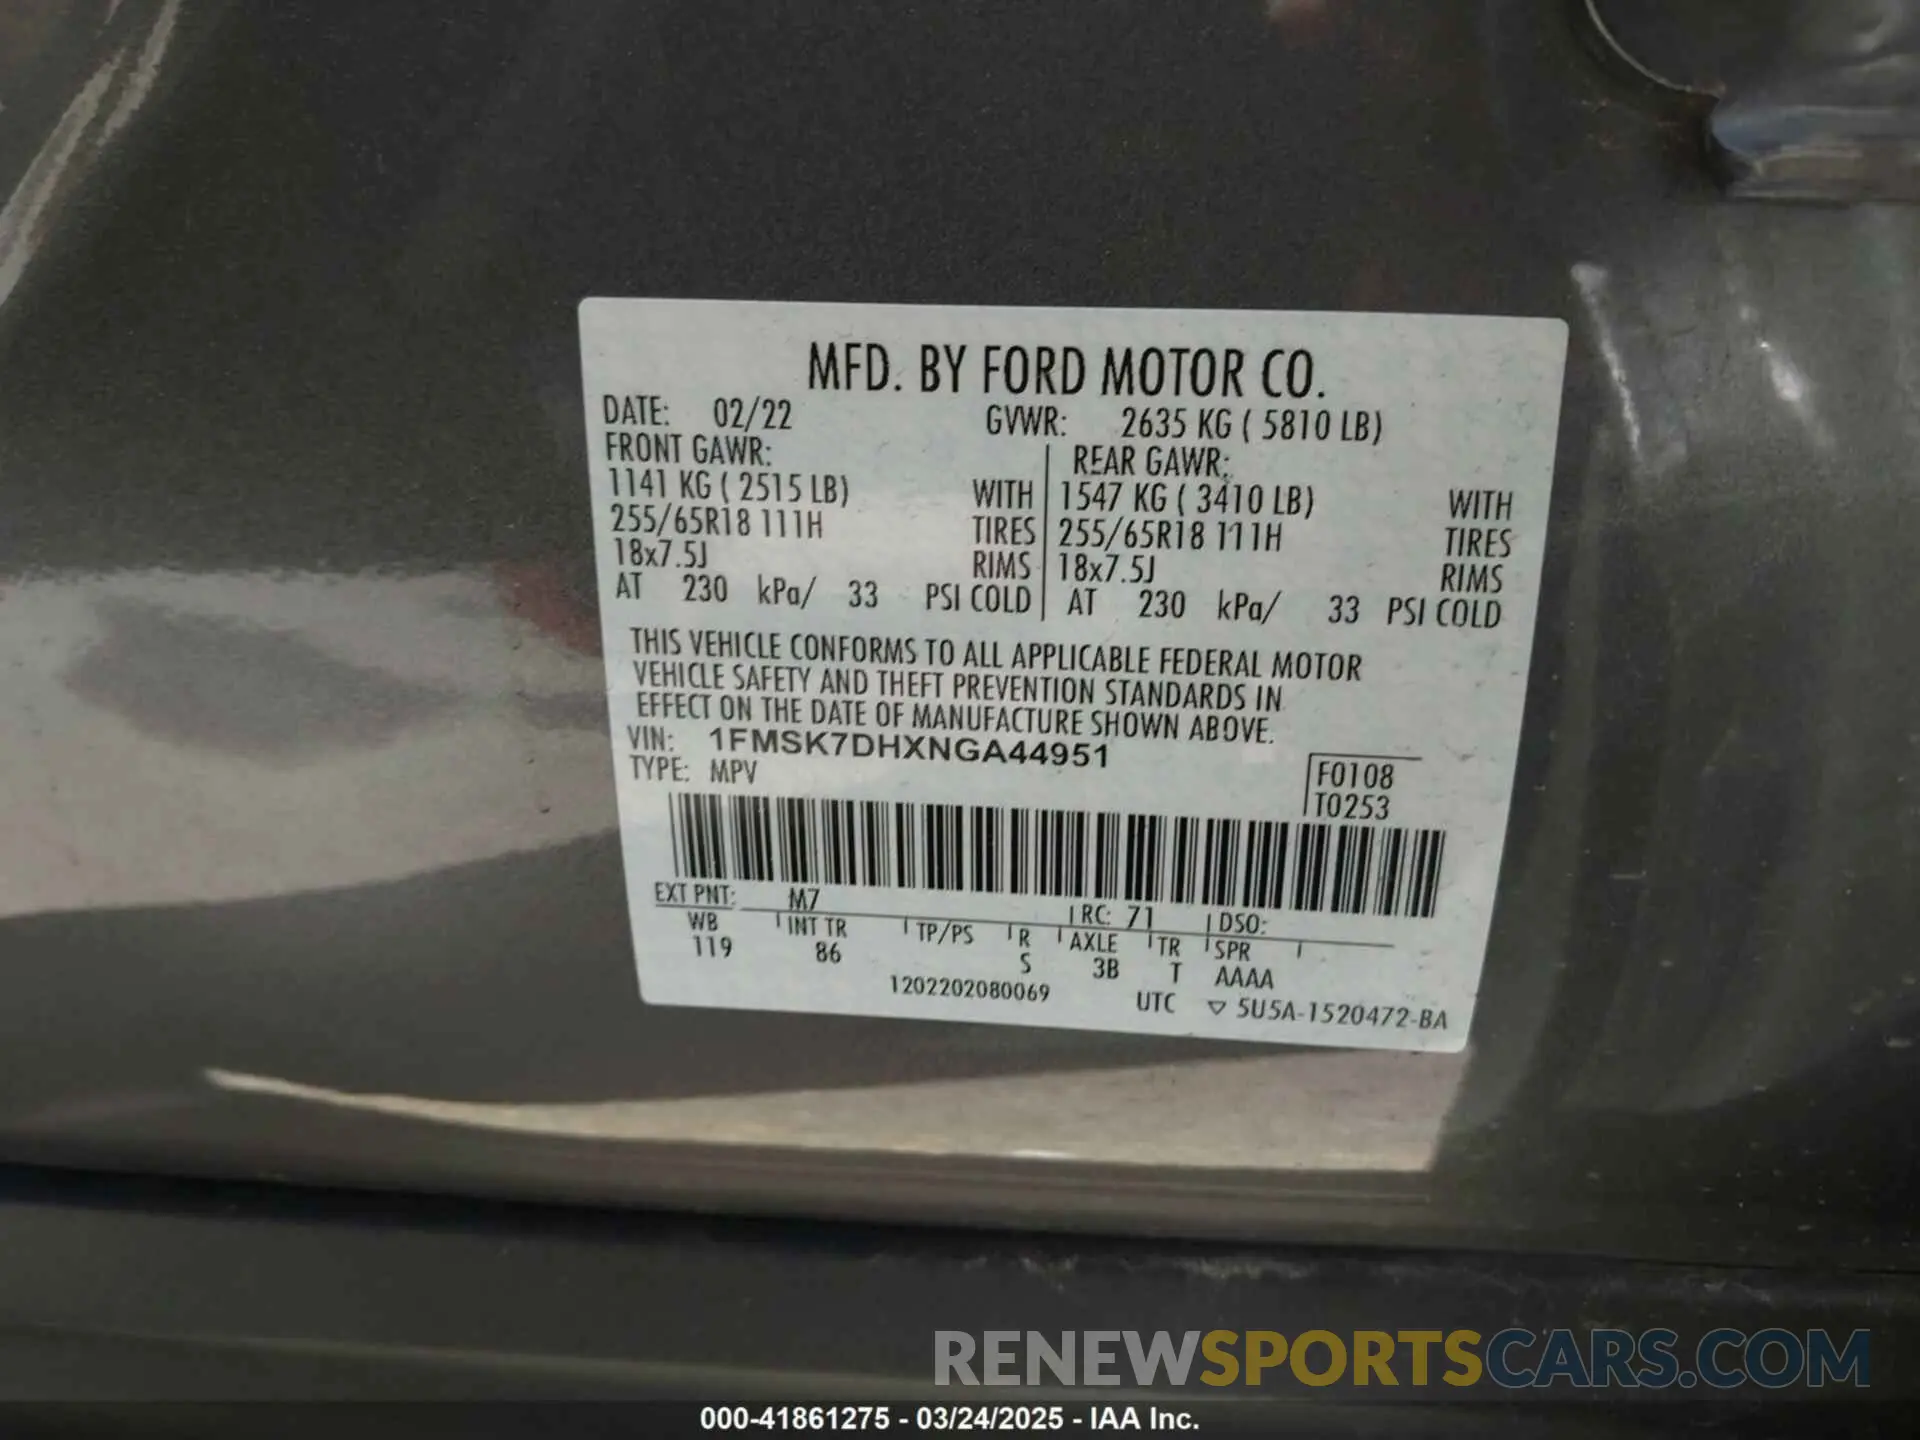 MFD. BY FORD MOTOR CO.
DATE: 02/22 GVWR: 2635 KG ( 5810 LB)
FRONT GAWR: REAR GAWR:
1141 KG ( 2515 LB) WITH 1547 KG ( 3410 LB) WITH
255/65R18 111H TIRES 255/65R18 111H TIRES
18x7.5J RIMS 18x7.5J RIMS
AT 230 kPa/ 33 PSI COLD AT 230 kPa/ 33 PSI COLD
THIS VEHICLE CONFORMS TO ALL APPLICABLE FEDERAL MOTOR
VEHICLE SAFETY AND THEFT PREVENTION STANDARDS IN
EFFECT ON THE DATE OF MANUFACTURE SHOWN ABOVE.
VIN: 1FMSK7DHXNGA44951
TYPE: MPV
F0108
T0253
EXT PNT: M7 RC: 71 DSO:
WB INT TR TP/PS R AXLE TR SPR
119 86 S 3B T AAAA
1202202080069 UTC ▽ 5U5A-1520472-BA
RENEWSPORTSCARS.COM
000-41861275 - 03/24/2025 - IAA Inc.